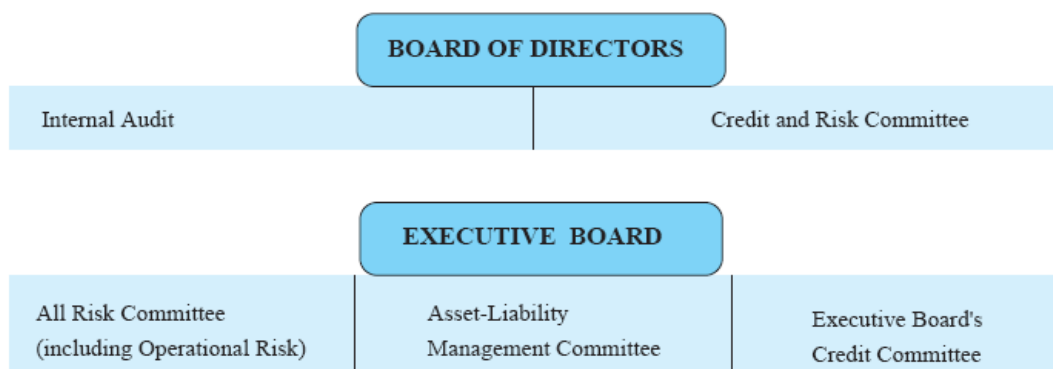 BOARD OF DIRECTORS
Internal Audit
Credit and Risk Committee
EXECUTIVE BOARD
All Risk Committee
(including Operational Risk)
Asset-Liability
Management Committee
Executive Board's
Credit Committee